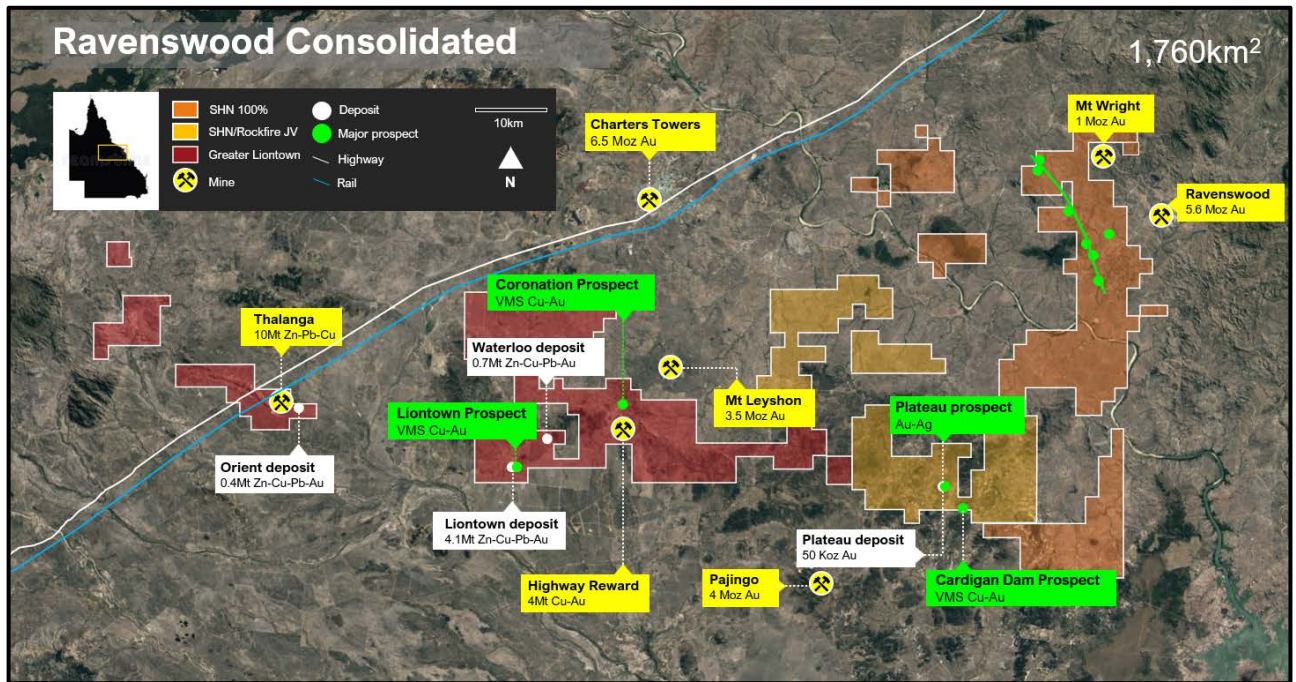 Ravenswood Consolidated
1,760km²
SHN 100%
SHN/Rockfire JV
Greater Liontown
Mine
Deposit
Major prospect
Highway
Rail
10km
N
Charters Towers
6.5 Moz Au
Mt Wright
1 Moz Au
Ravenswood
5.6 Moz Au
Coronation Prospect
VMS Cu-Au
Thalanga
10Mt Zn-Pb-Cu
Waterloo deposit
0.7Mt Zn-Cu-Pb-Au
Liontown Prospect
VMS Cu-Au
Mt Leyshon
3.5 Moz Au
Plateau prospect
Au-Ag
Orient deposit
0.4Mt Zn-Cu-Pb-Au
Liontown deposit
4.1Mt Zn-Cu-Pb-Au
Plateau deposit
50 Koz Au
Highway Reward
4Mt Cu-Au
Pajingo
4 Moz Au
Cardigan Dam Prospect
VMS Cu-Au